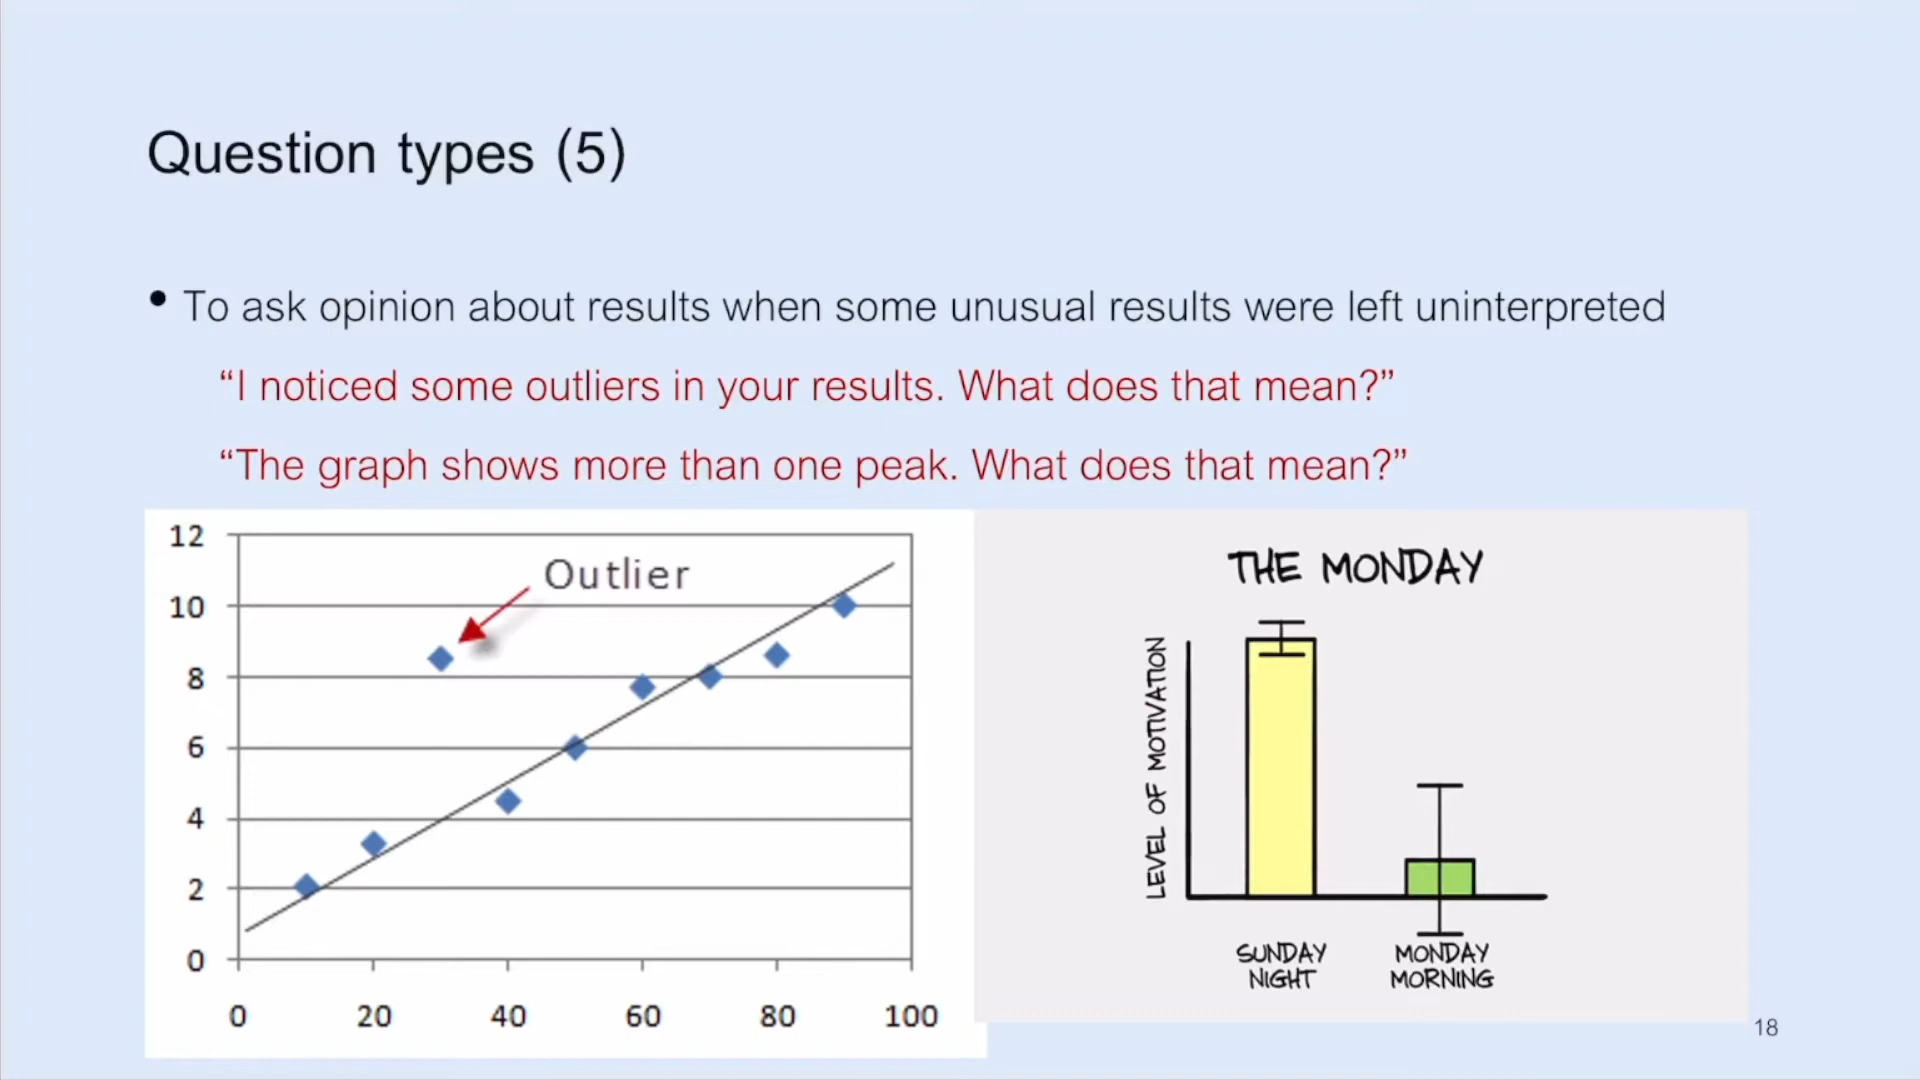 Question types (5)
• To ask opinion about results when some unusual results were left uninterpreted
“I noticed some outliers in your results. What does that mean?”
“The graph shows more than one peak. What does that mean?”
12
10
8
6
4
2
0
Outlier
0 20 40 60 80 100
THE MONDAY
LEVEL OF MOTIVATION
SUNDAY
NIGHT
MONDAY
MORNING
18